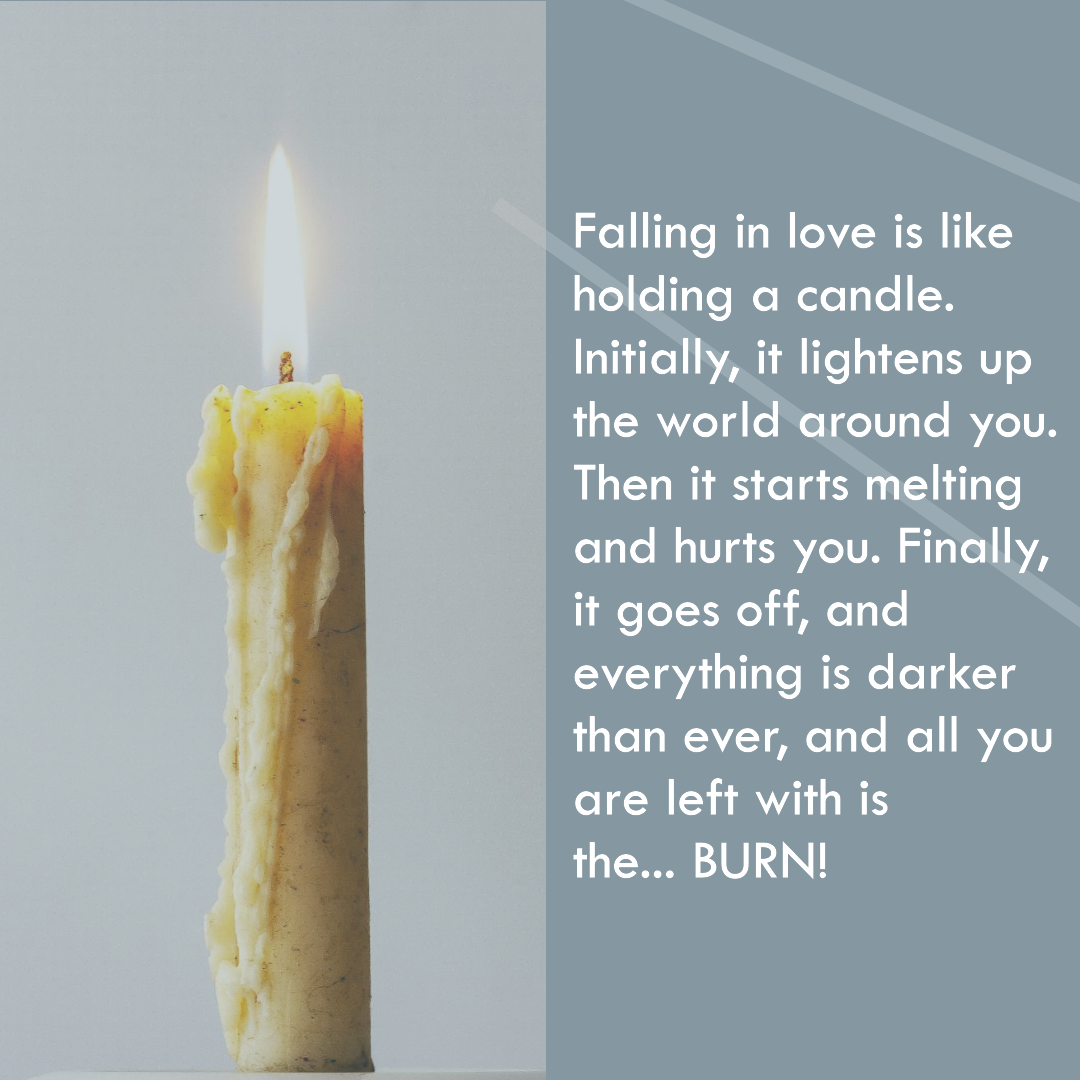 Falling in love is like
holding a candle.
Initially, it lightens up
the world around you.
Then it starts melting
and hurts you. Finally,
it goes off, and
everything is darker
than ever, and all you
are left with is
the... BURN!